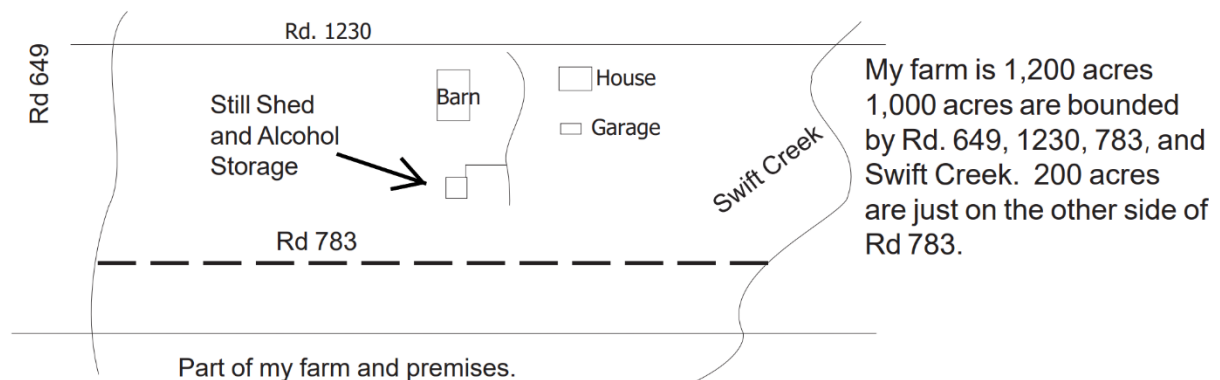 Rd. 1230
Rd 649
Barn
House
Garage
Still Shed
and Alcohol
Storage
Swift Creek
Rd 783
My farm is 1,200 acres
1,000 acres are bounded
by Rd. 649, 1230, 783, and
Swift Creek.  200 acres
are just on the other side of
Rd 783.
Part of my farm and premises.